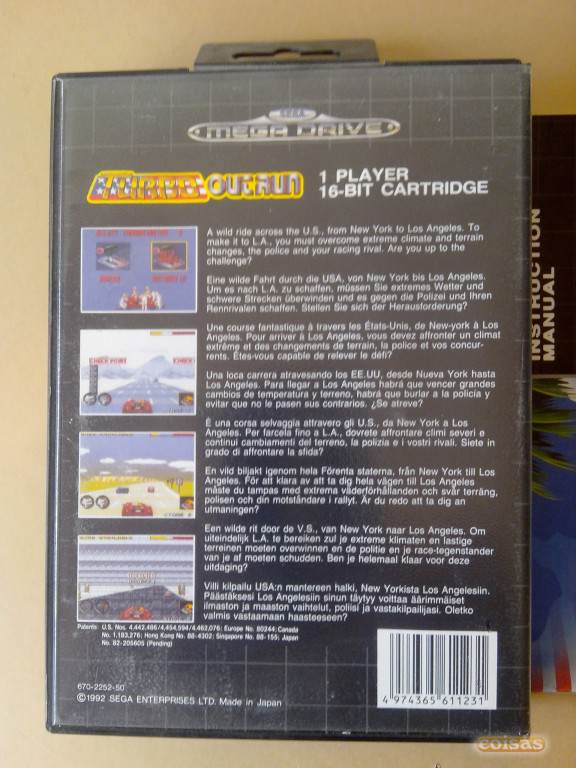 SEGA
MEGA DRIVE
TURBO OUTRUN
1 PLAYER
16-BIT CARTRIDGE
A wild ride across the U.S., from New York to Los Angeles. To
make it to L.A., you must overcome extreme climate and terrain
changes, the police and your racing rival. Are you up to the
challenge?
Eine wilde Fahrt durch die USA, von New York bis Los Angeles.
Um es nach L.A. zu schaffen, müssen Sie extremes Wetter und
schwere Strecken überwinden und es gegen die Polizei und Ihren
Rennrivalen schaffen. Stellen Sie sich der Herausforderung?
Une course fantastique à travers les États-Unis, de New-york à Los
Angeles. Pour arriver à Los Angeles, vous devez affronter un climat
extrême et des changements de terrain, la police et vos concur-
rents. Êtes-vous capable de relever le défi?
Una loca carrera atravesando los EE.UU, desde Nueva York hasta
Los Angeles. Para llegar a Los Angeles habrá que vencer grandes
cambios de temperatura y terreno, habrá que burlar a la policía y
evitar que no le pasen sus contrarios. ¿Se atreve?
È una corsa selvaggia attravero gli U.S., da New York a Los
Angeles. Per farcela fino a L.A., dovrete affrontare climi severi e
continui cambiamenti del terreno, la polizia e i vostri rivali. Siete in
grado di affrontare la sfida?
En vild biljakt igenom hela Förenta staterna, från New York till Los
Angeles. För att klara av att ta dig hela vägen till Los Angeles
måste du tampas med extrema väderförhållanden och svår terräng,
polisen och din motståndare i rallyt. Är du redo att ta dig an
utmaningen?
Een wilde rit door de V.S., van New York naar Los Angeles. Om
uiteindelijk L.A. te bereiken zul je extreme klimaten en lastige
terreinen moeten overwinnen en de politie en je race-tegenstander
van je af moeten schudden. Ben je helemaal klaar voor deze
uitdaging?
Villi kilpailu USA:n mantereen halki, New Yorkista Los Angelesiin.
Päästäksesi Los Angelesiin sinun täytyy voittaa äärimmäiset
ilmaston ja maaston vaihtelut, poliisi ja vastakilpailijasi. Oletko
valmis vastaamaan haasteeseen?
CHECK POINT
Patents: U.S. Nos. 4,442,486/4,454,594/4,462,076; Europe No. 80244; Canada
No. 1,183,276; Hong Kong No. 88-4302; Singapore No. 88-155; Japan
No. 82-205605 (Pending)
670-2252-50
©1992 SEGA ENTERPRISES LTD. Made in Japan
4 974365 611231
INSTRUCTION
MANUAL
coisas